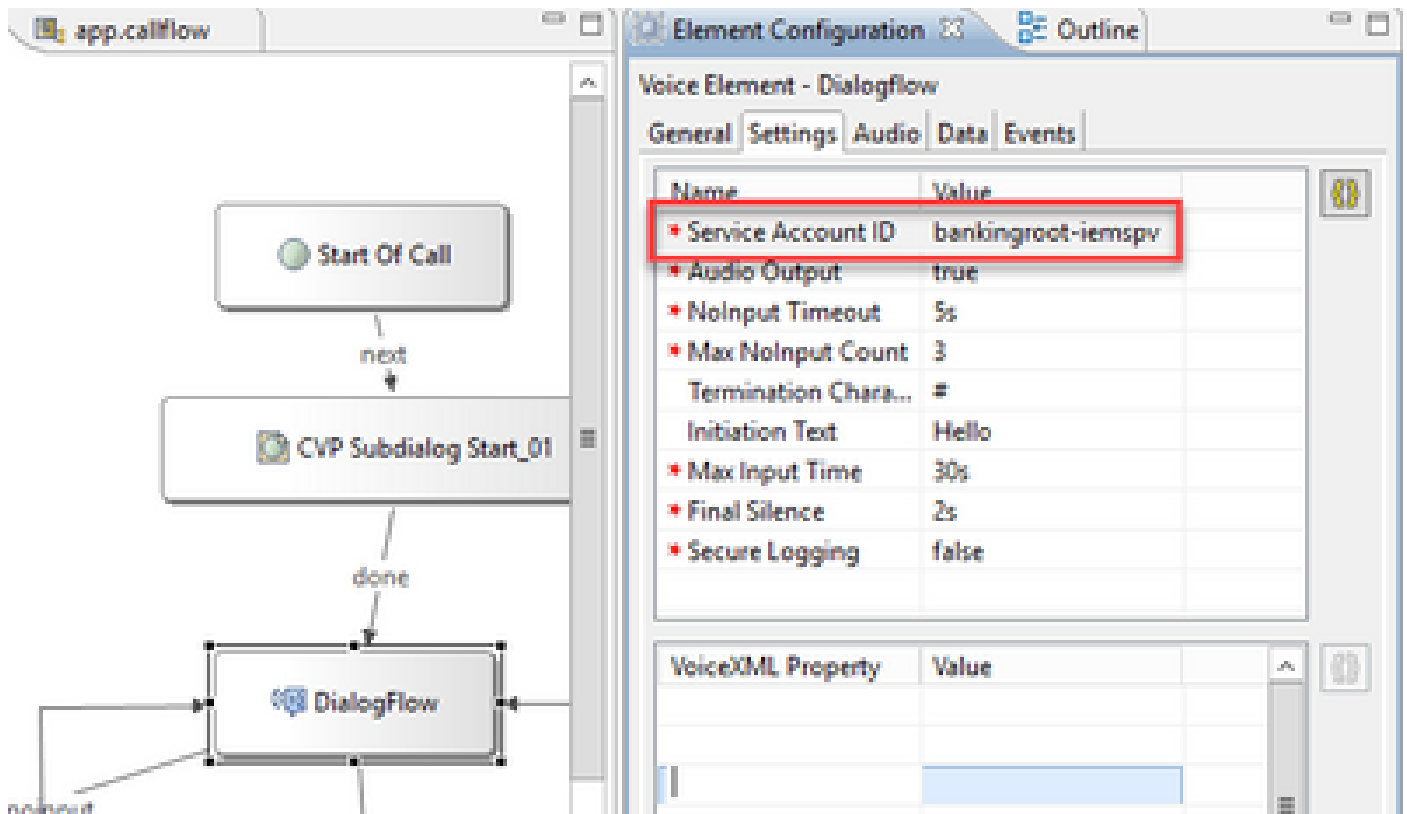 app.callflow
Start Of Call
next
CVP Subdialog Start_01
done
DialogFlow
noinput
Element Configuration
Outline
Voice Element - Dialogflow
General Settings Audio Data Events
Name Value
* Service Account ID bankingroot-iemspv
* Audio Output true
* NoInput Timeout 5s
* Max NoInput Count 3
Termination Chara... #
Initiation Text Hello
* Max Input Time 30s
* Final Silence 2s
* Secure Logging false
VoiceXML Property Value